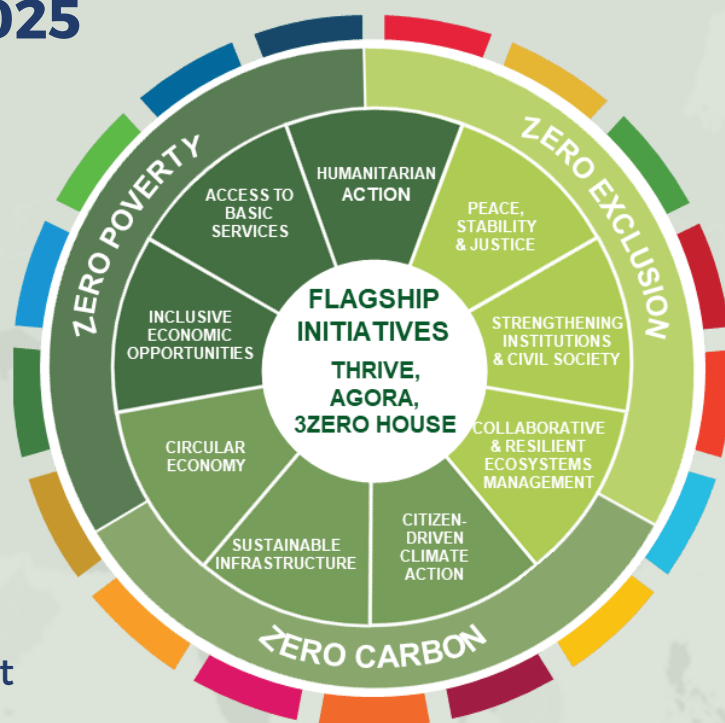 025
ZERO POVERTY
ZERO EXCLUSION
ZERO CARBON
HUMANITARIAN
ACTION
PEACE,
STABILITY
& JUSTICE
STRENGTHENING
INSTITUTIONS
& CIVIL SOCIETY
COLLABORATIVE
& RESILIENT
ECOSYSTEMS
MANAGEMENT
CITIZEN-
DRIVEN
CLIMATE
ACTION
SUSTAINABLE
INFRASTRUCTURE
CIRCULAR
ECONOMY
INCLUSIVE
ECONOMIC
OPPORTUNITIES
ACCESS TO
BASIC
SERVICES
FLAGSHIP
INITIATIVES
THRIVE,
AGORA,
3ZERO HOUSE
t